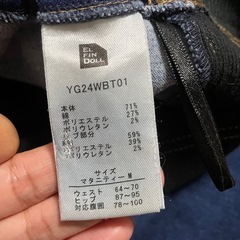 EL
FIN
DOLL
YG24WBT01
本体 71%
綿 27%
ポリエステル 2%
ポリウレタン
リブ部分 59%
綿 39%
ポリエステル 2%
ポリウレタン
サイズ
マタニティー M
ウェスト 64~70
ヒップ 87~95
対応腹囲 78~100